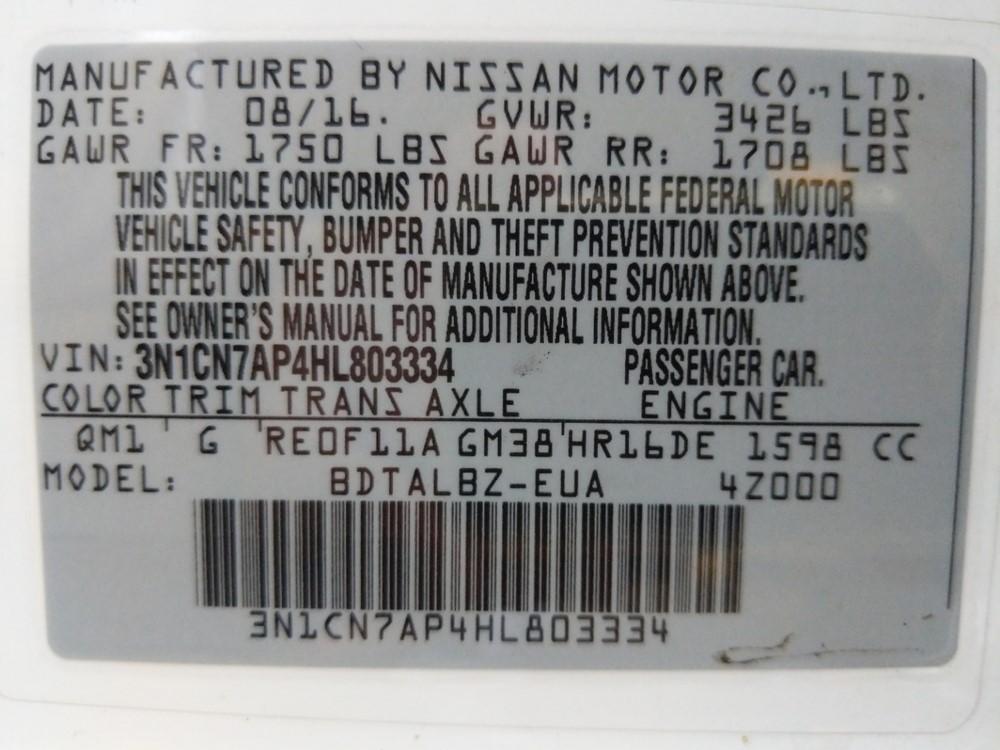 MANUFACTURED BY NISSAN MOTOR CO., LTD.
DATE: 08/16. GVWR: 3426 LBS
GAWR FR: 1750 LBS GAWR RR: 1708 LBS
THIS VEHICLE CONFORMS TO ALL APPLICABLE FEDERAL MOTOR
VEHICLE SAFETY, BUMPER AND THEFT PREVENTION STANDARDS
IN EFFECT ON THE DATE OF MANUFACTURE SHOWN ABOVE.
SEE OWNER'S MANUAL FOR ADDITIONAL INFORMATION.
VIN: 3N1CN7AP4HL803334 PASSENGER CAR.
COLOR TRIM TRANS AXLE ENGINE
QM1 G RE0F11A GM38 HR16DE 1598 CC
MODEL: BDTALBZ-EUA 4Z000
3N1CN7AP4HL803334